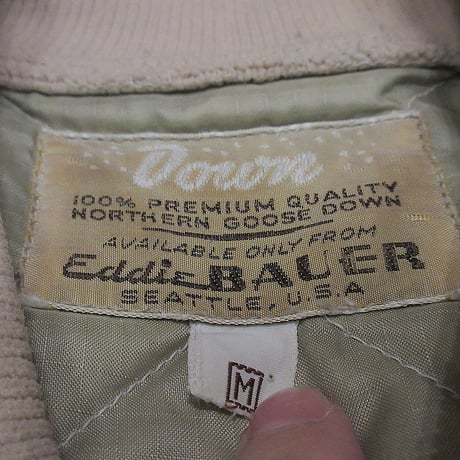 Down
100% PREMIUM QUALITY
NORTHERN GOOSE DOWN
AVAILABLE ONLY FROM
Eddie BAUER
SEATTLE, U.S.A
M